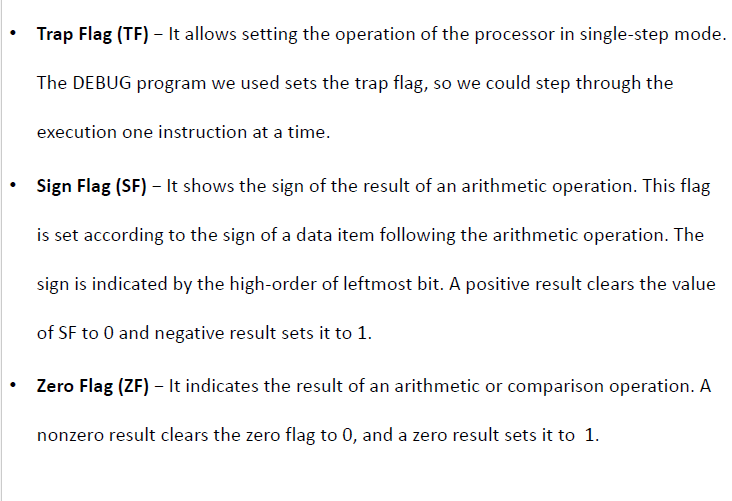 • Trap Flag (TF) – It allows setting the operation of the processor in single-step mode.
The DEBUG program we used sets the trap flag, so we could step through the
execution one instruction at a time.
• Sign Flag (SF) – It shows the sign of the result of an arithmetic operation. This flag
is set according to the sign of a data item following the arithmetic operation. The
sign is indicated by the high-order of leftmost bit. A positive result clears the value
of SF to 0 and negative result sets it to 1.
• Zero Flag (ZF) – It indicates the result of an arithmetic or comparison operation. A
nonzero result clears the zero flag to 0, and a zero result sets it to 1.